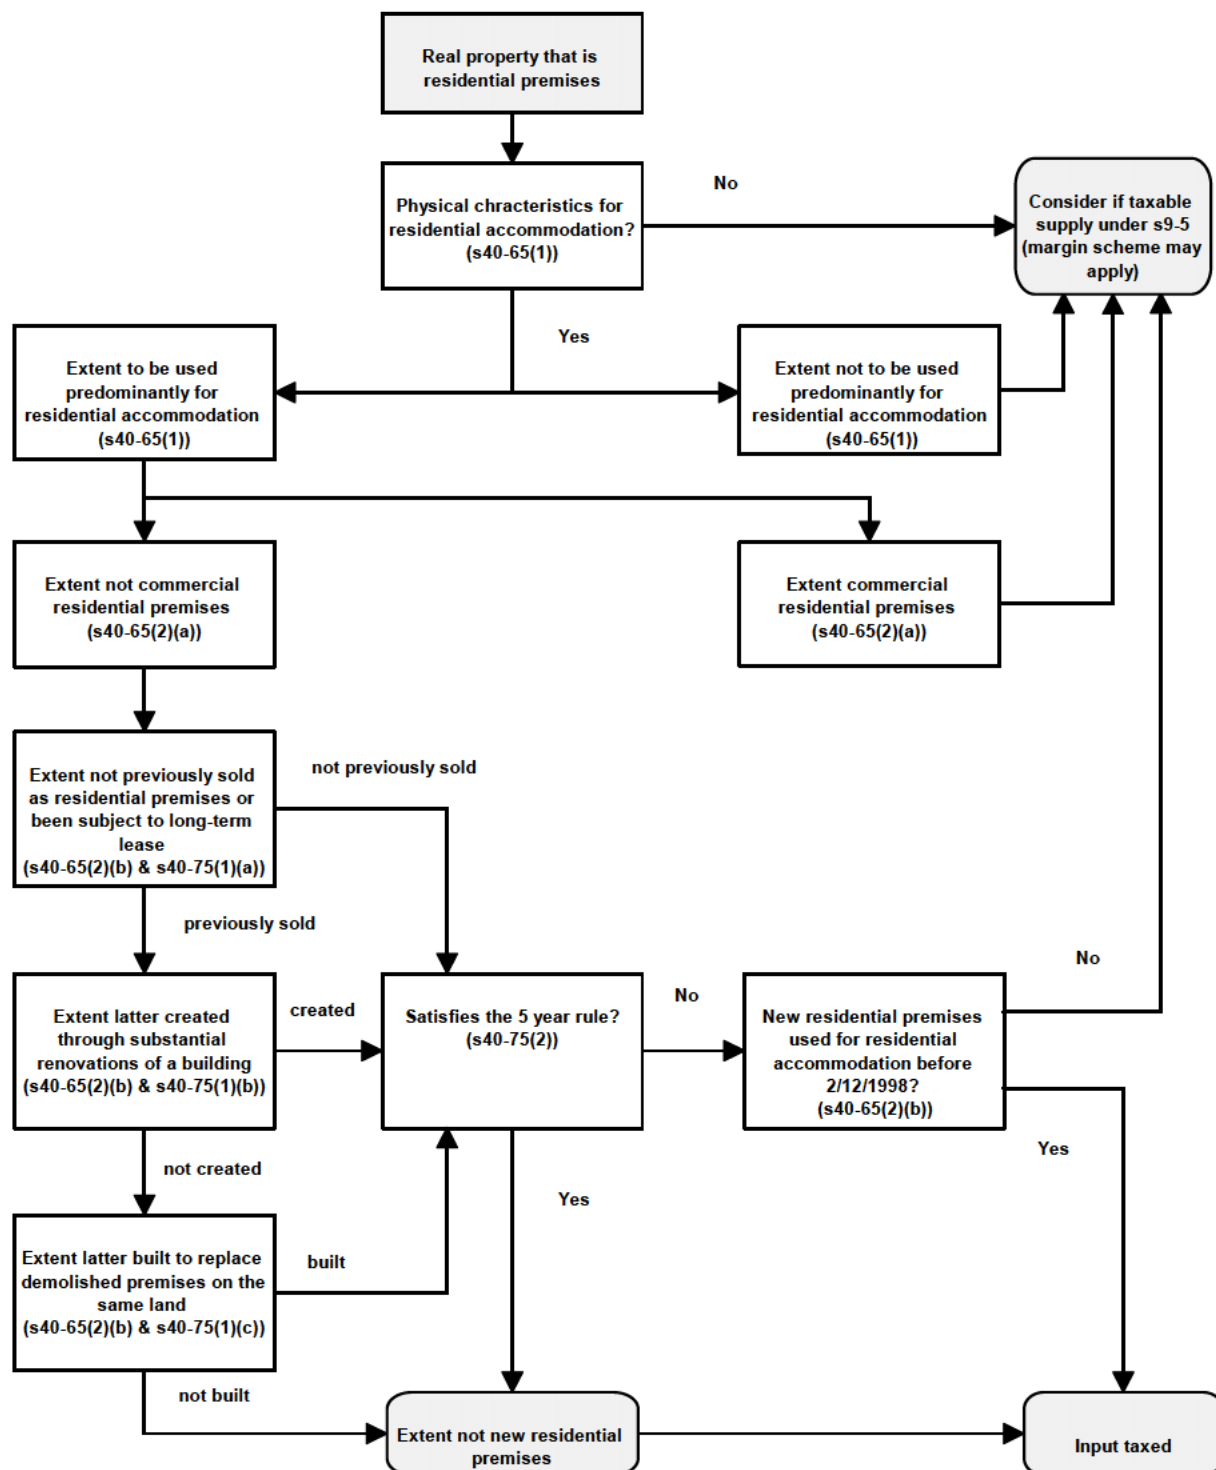 Real property that is
residential premises
No
Physical chracteristics for
residential accommodation?
(s40-65(1))
Consider if taxable
supply under s9-5
(margin scheme may
apply)
Yes
Extent to be used
predominantly for
residential accommodation
(s40-65(1))
Extent not to be used
predominantly for
residential accommodation
(s40-65(1))
Extent not commercial
residential premises
(s40-65(2)(a))
Extent commercial
residential premises
(s40-65(2)(a))
Extent not previously sold
as residential premises or
been subject to long-term
lease
(s40-65(2)(b) & s40-75(1)(a))
not previously sold
previously sold
Extent latter created
through substantial
renovations of a building
(s40-65(2)(b) & s40-75(1)(b))
created
Satisfies the 5 year rule?
(s40-75(2))
No
New residential premises
used for residential
accommodation before
2/12/1998?
(s40-65(2)(b))
No
Yes
not created
Yes
Extent latter built to replace
demolished premises on the
same land
(s40-65(2)(b) & s40-75(1)(c))
built
not built
Extent not new residential
premises
Input taxed